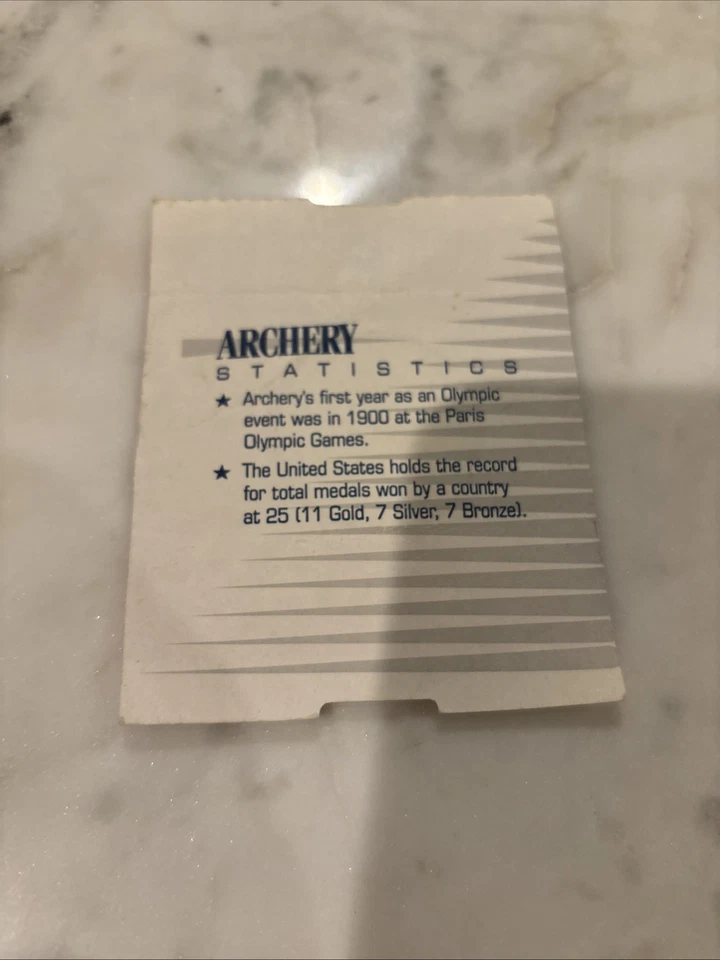 ARCHERY
STATISTICS
★ Archery's first year as an Olympic
event was in 1900 at the Paris
Olympic Games.
★ The United States holds the record
for total medals won by a country
at 25 (11 Gold, 7 Silver, 7 Bronze).